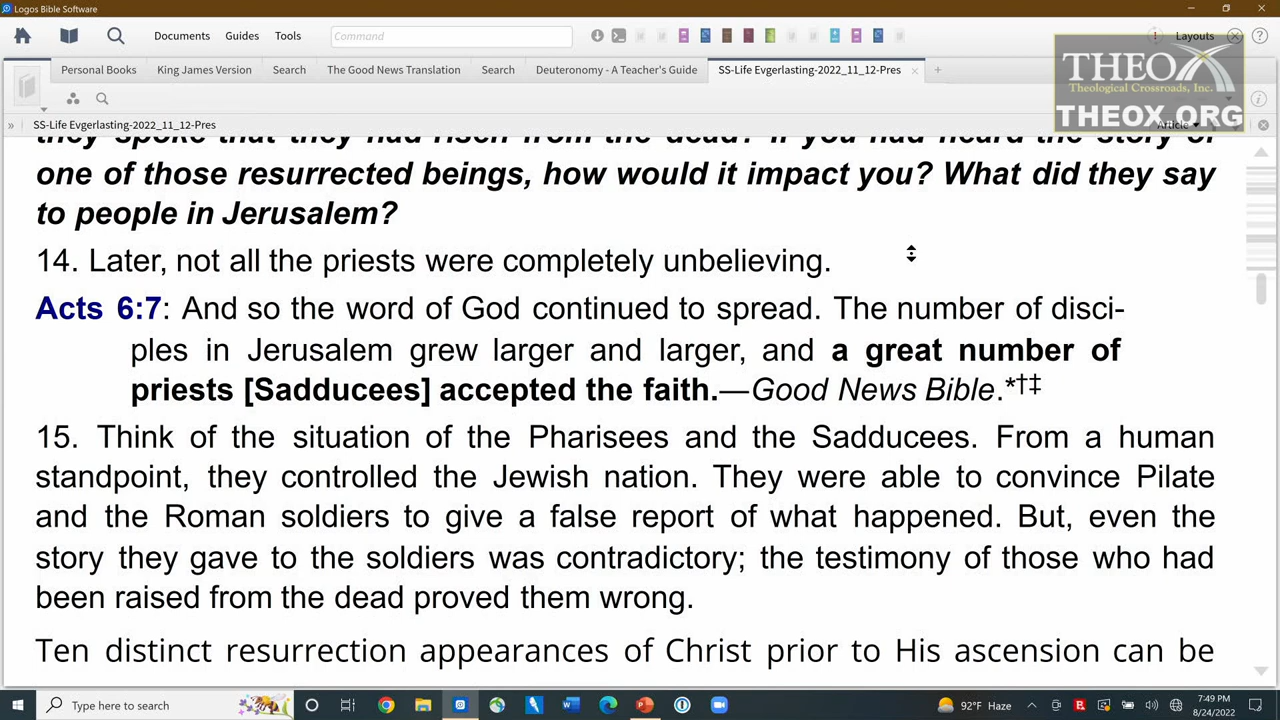 Logos Bible Software
Documents Guides Tools Command Layouts
THEOX
Theological Crossroads, Inc.
THEOX.ORG
Personal Books King James Version Search The Good News Translation Search Deuteronomy - A Teacher's Guide SS-Life Evgerlasting-2022_11_12-Pres
SS-Life Evgerlasting-2022_11_12-Pres Article
one of those resurrected beings, how would it impact you? What did they say
to people in Jerusalem?
14. Later, not all the priests were completely unbelieving.
Acts 6:7: And so the word of God continued to spread. The number of disci-
ples in Jerusalem grew larger and larger, and a great number of
priests [Sadducees] accepted the faith.—Good News Bible.*†‡
15. Think of the situation of the Pharisees and the Sadducees. From a human
standpoint, they controlled the Jewish nation. They were able to convince Pilate
and the Roman soldiers to give a false report of what happened. But, even the
story they gave to the soldiers was contradictory; the testimony of those who had
been raised from the dead proved them wrong.
Ten distinct resurrection appearances of Christ prior to His ascension can be
Type here to search
92°F Haze
7:49 PM
8/24/2022